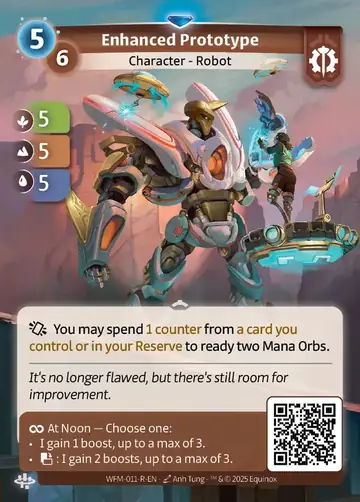 5
Enhanced Prototype
6
Character - Robot
5
5
5
You may spend 1 counter from a card you
control or in your Reserve to ready two Mana Orbs.
It's no longer flawed, but there's still room for
improvement.
At Noon — Choose one:
• I gain 1 boost, up to a max of 3.
• : I gain 2 boosts, up to a max of 3.
WFM-011-R-EN - Anh Tung - ™ & © 2025 Equinox